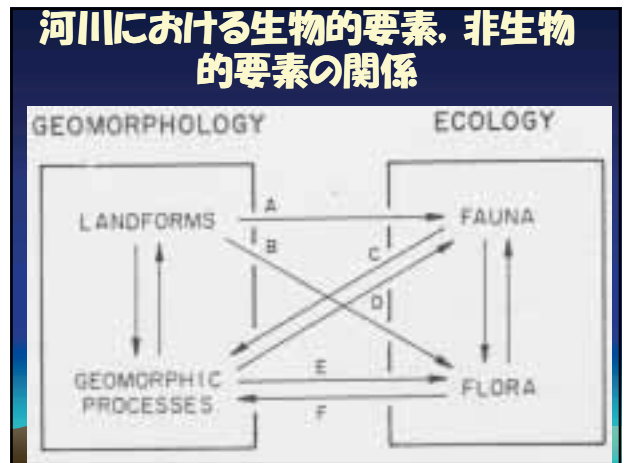 河川における生物的要素, 非生物
的要素の関係
GEOMORPHOLOGY
ECOLOGY
LANDFORMS
A
FAUNA
B
C
D
GEOMORPHIC
PROCESSES
E
FLORA
F